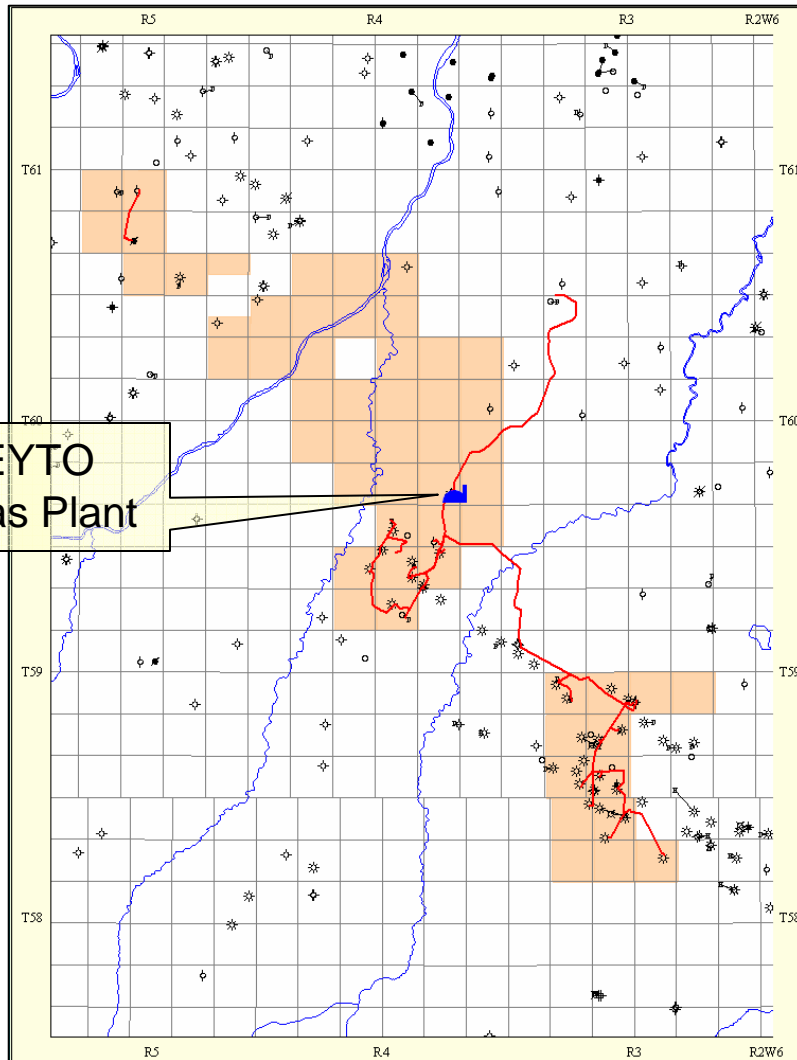 R5 R4 R3 R2W6
T61 T61
T60 T60
EYTO
as Plant
T59 T59
T58 T58
R5 R4 R3 R2W6